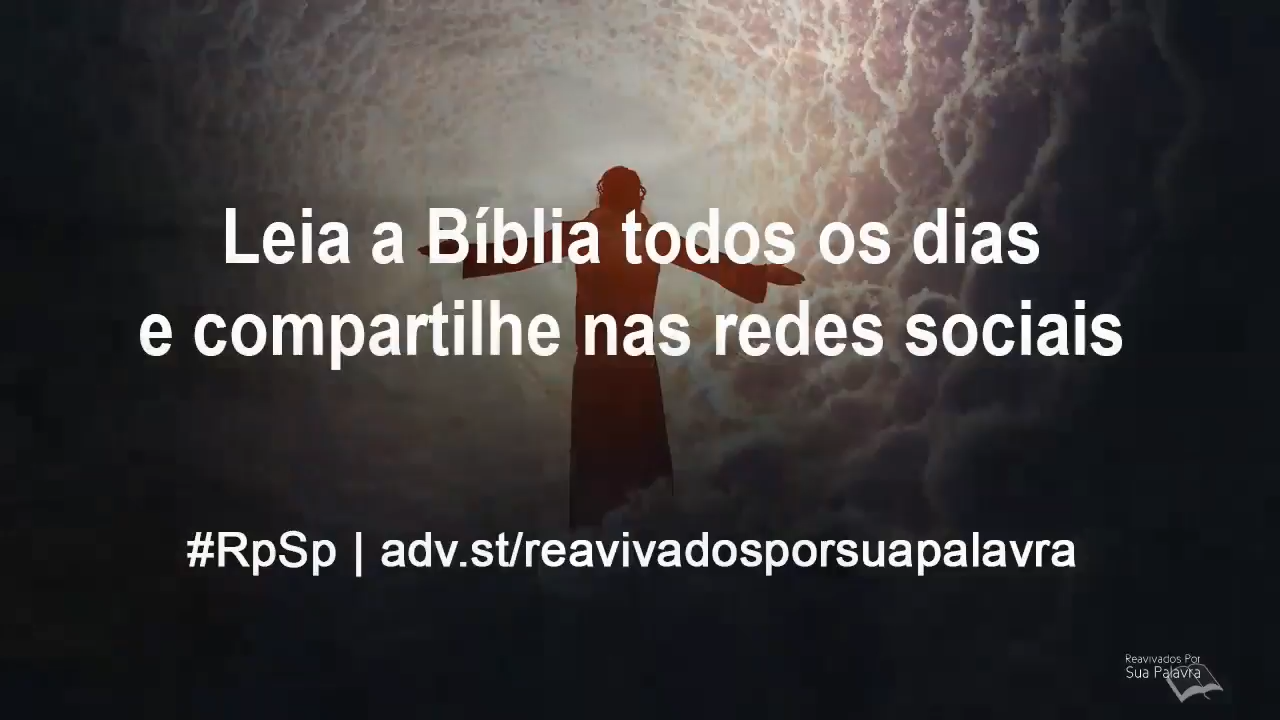 Leia a Bíblia todos os dias
e compartilhe nas redes sociais
#RpSp | adv.st/reavivadosporsuapalavra
Reavivados Por
Sua Palavra